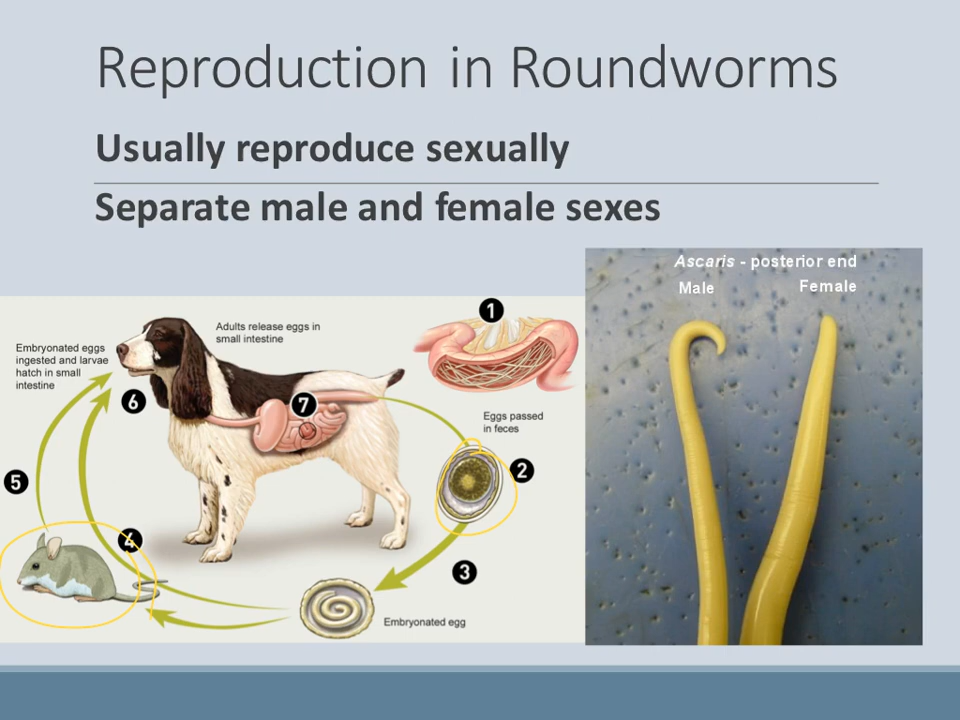 Reproduction in Roundworms
Usually reproduce sexually
Separate male and female sexes
Ascaris - posterior end
Male
Female
1
Adults release eggs in
small intestine
Embryonated eggs
ingested and larvae
hatch in small
intestine
6
7
Eggs passed
in feces
2
5
4
3
Embryonated egg